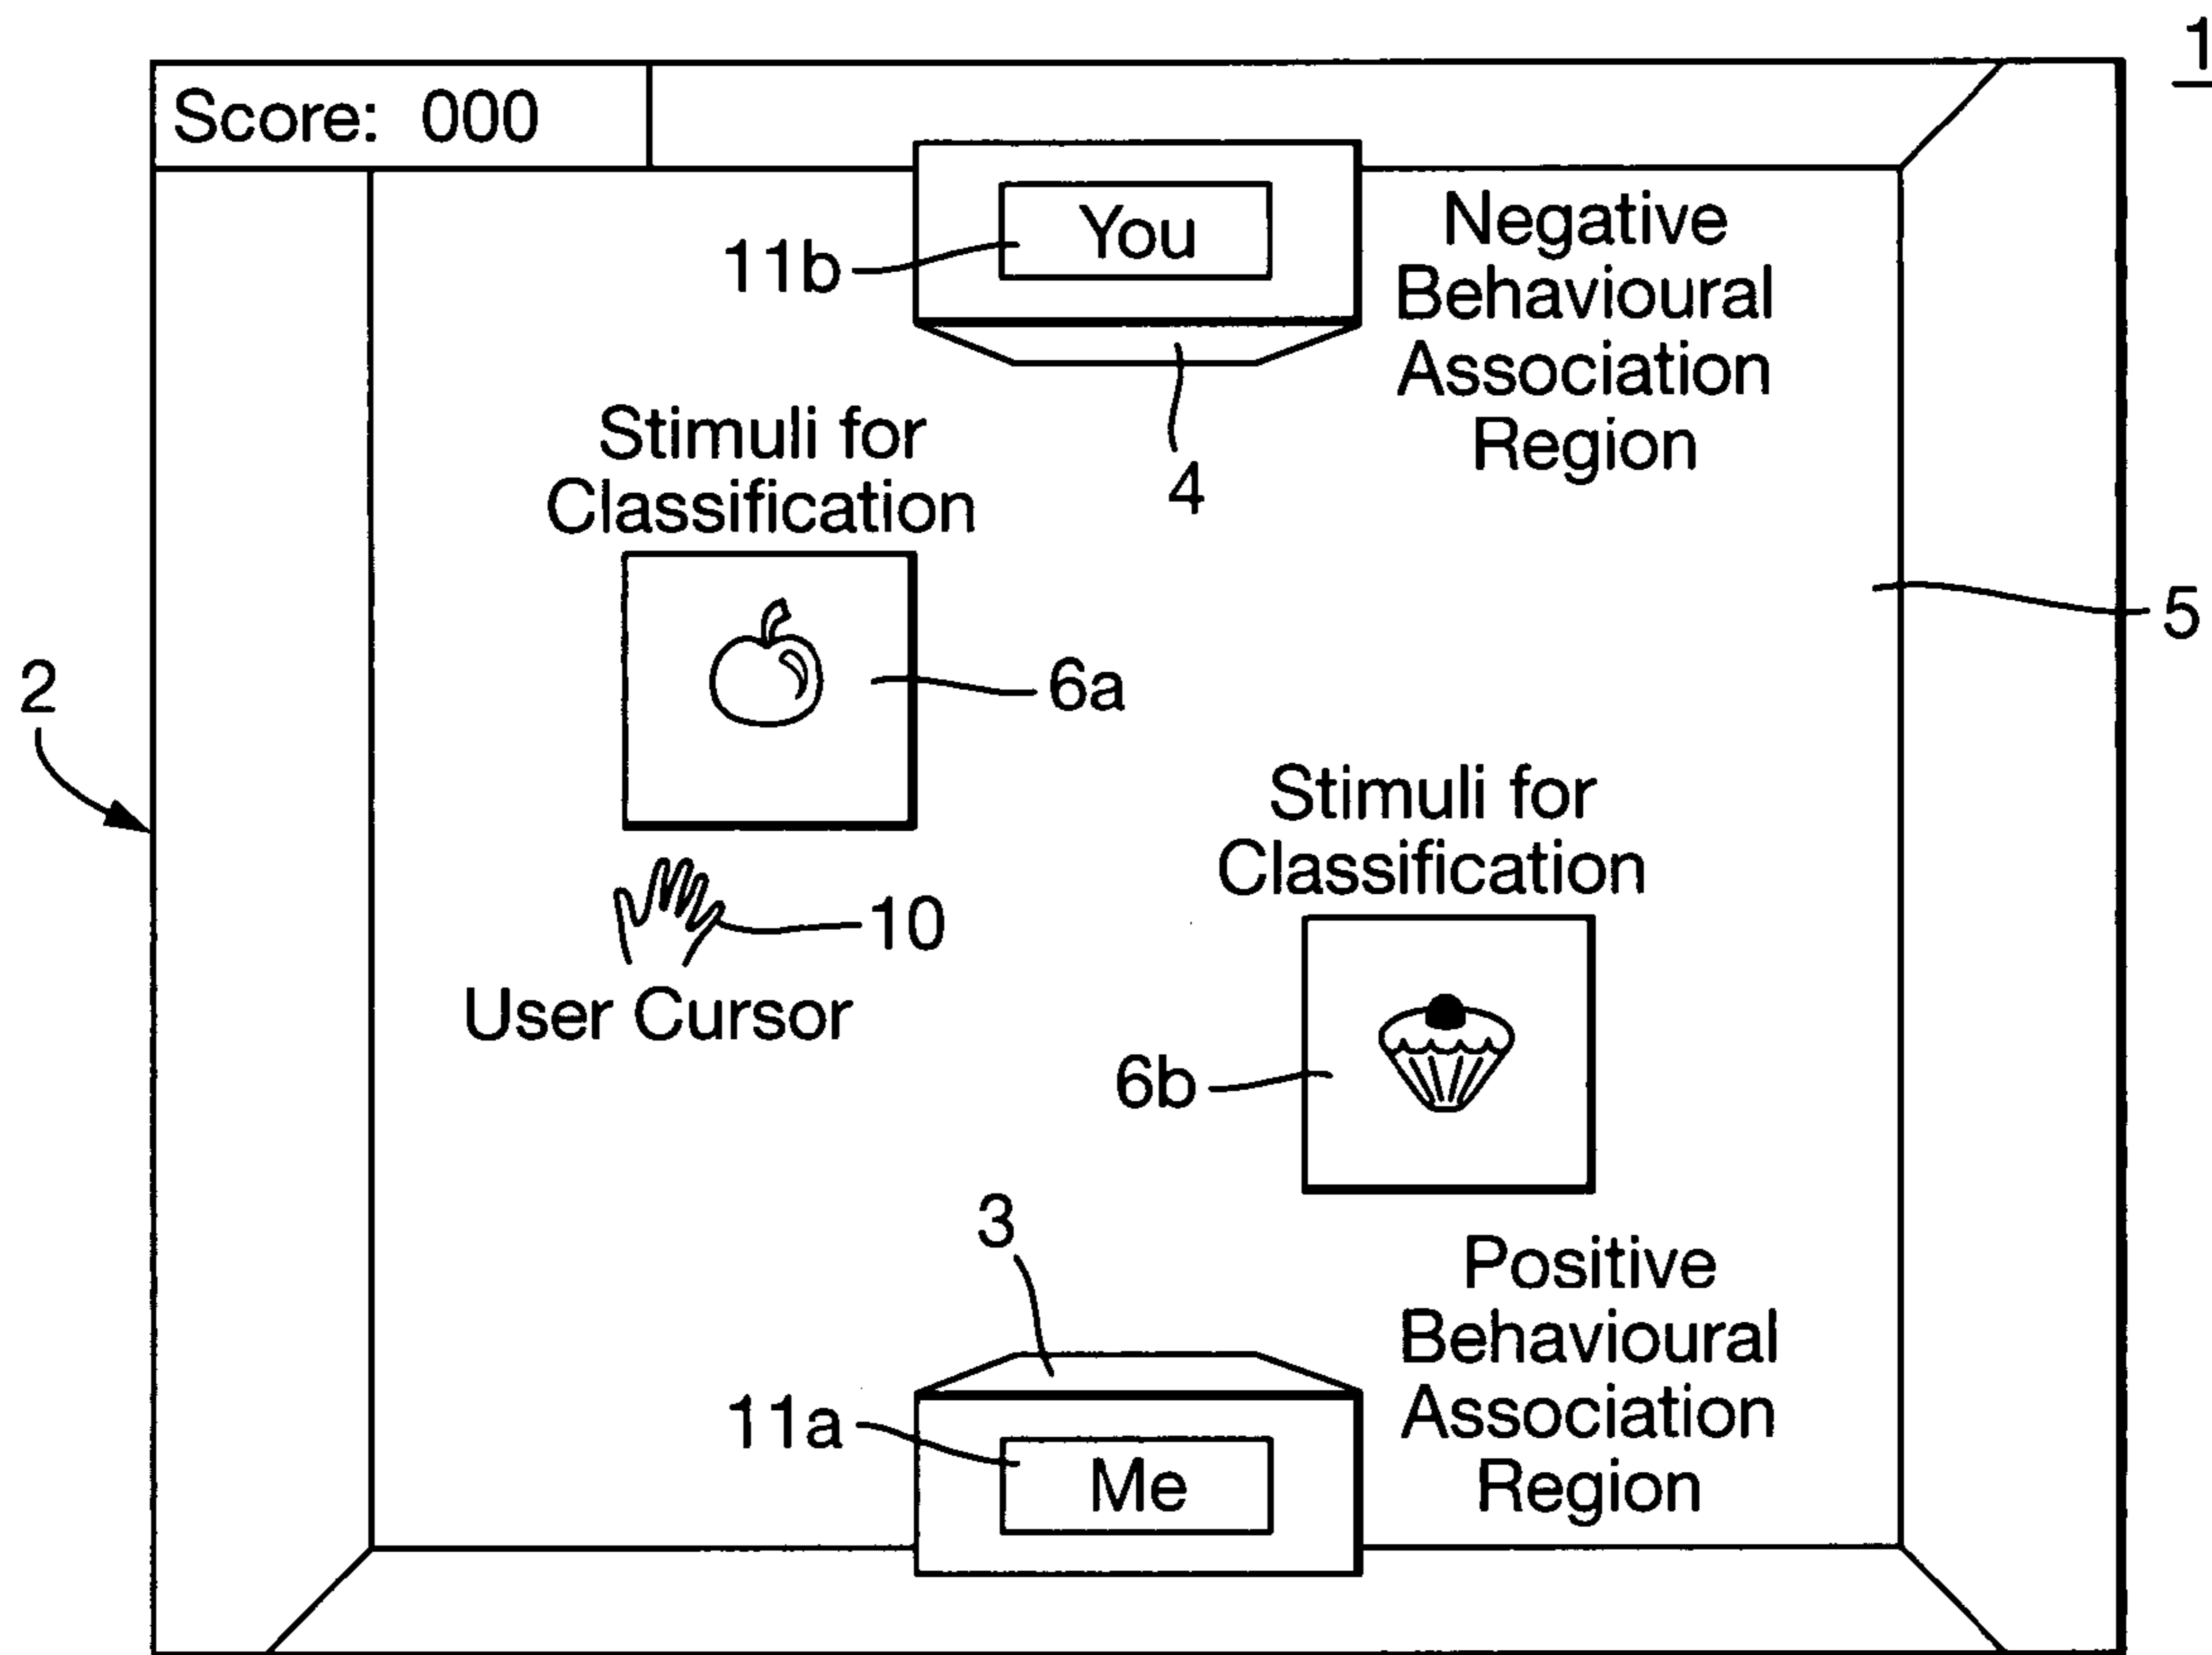 1
Score: 000
You
11b
Negative
Behavioural
Association
Region
4
Stimuli for
Classification
5
6a
2
Stimuli for
Classification
10
User Cursor
6b
3
Positive
Behavioural
Association
Region
11a
Me